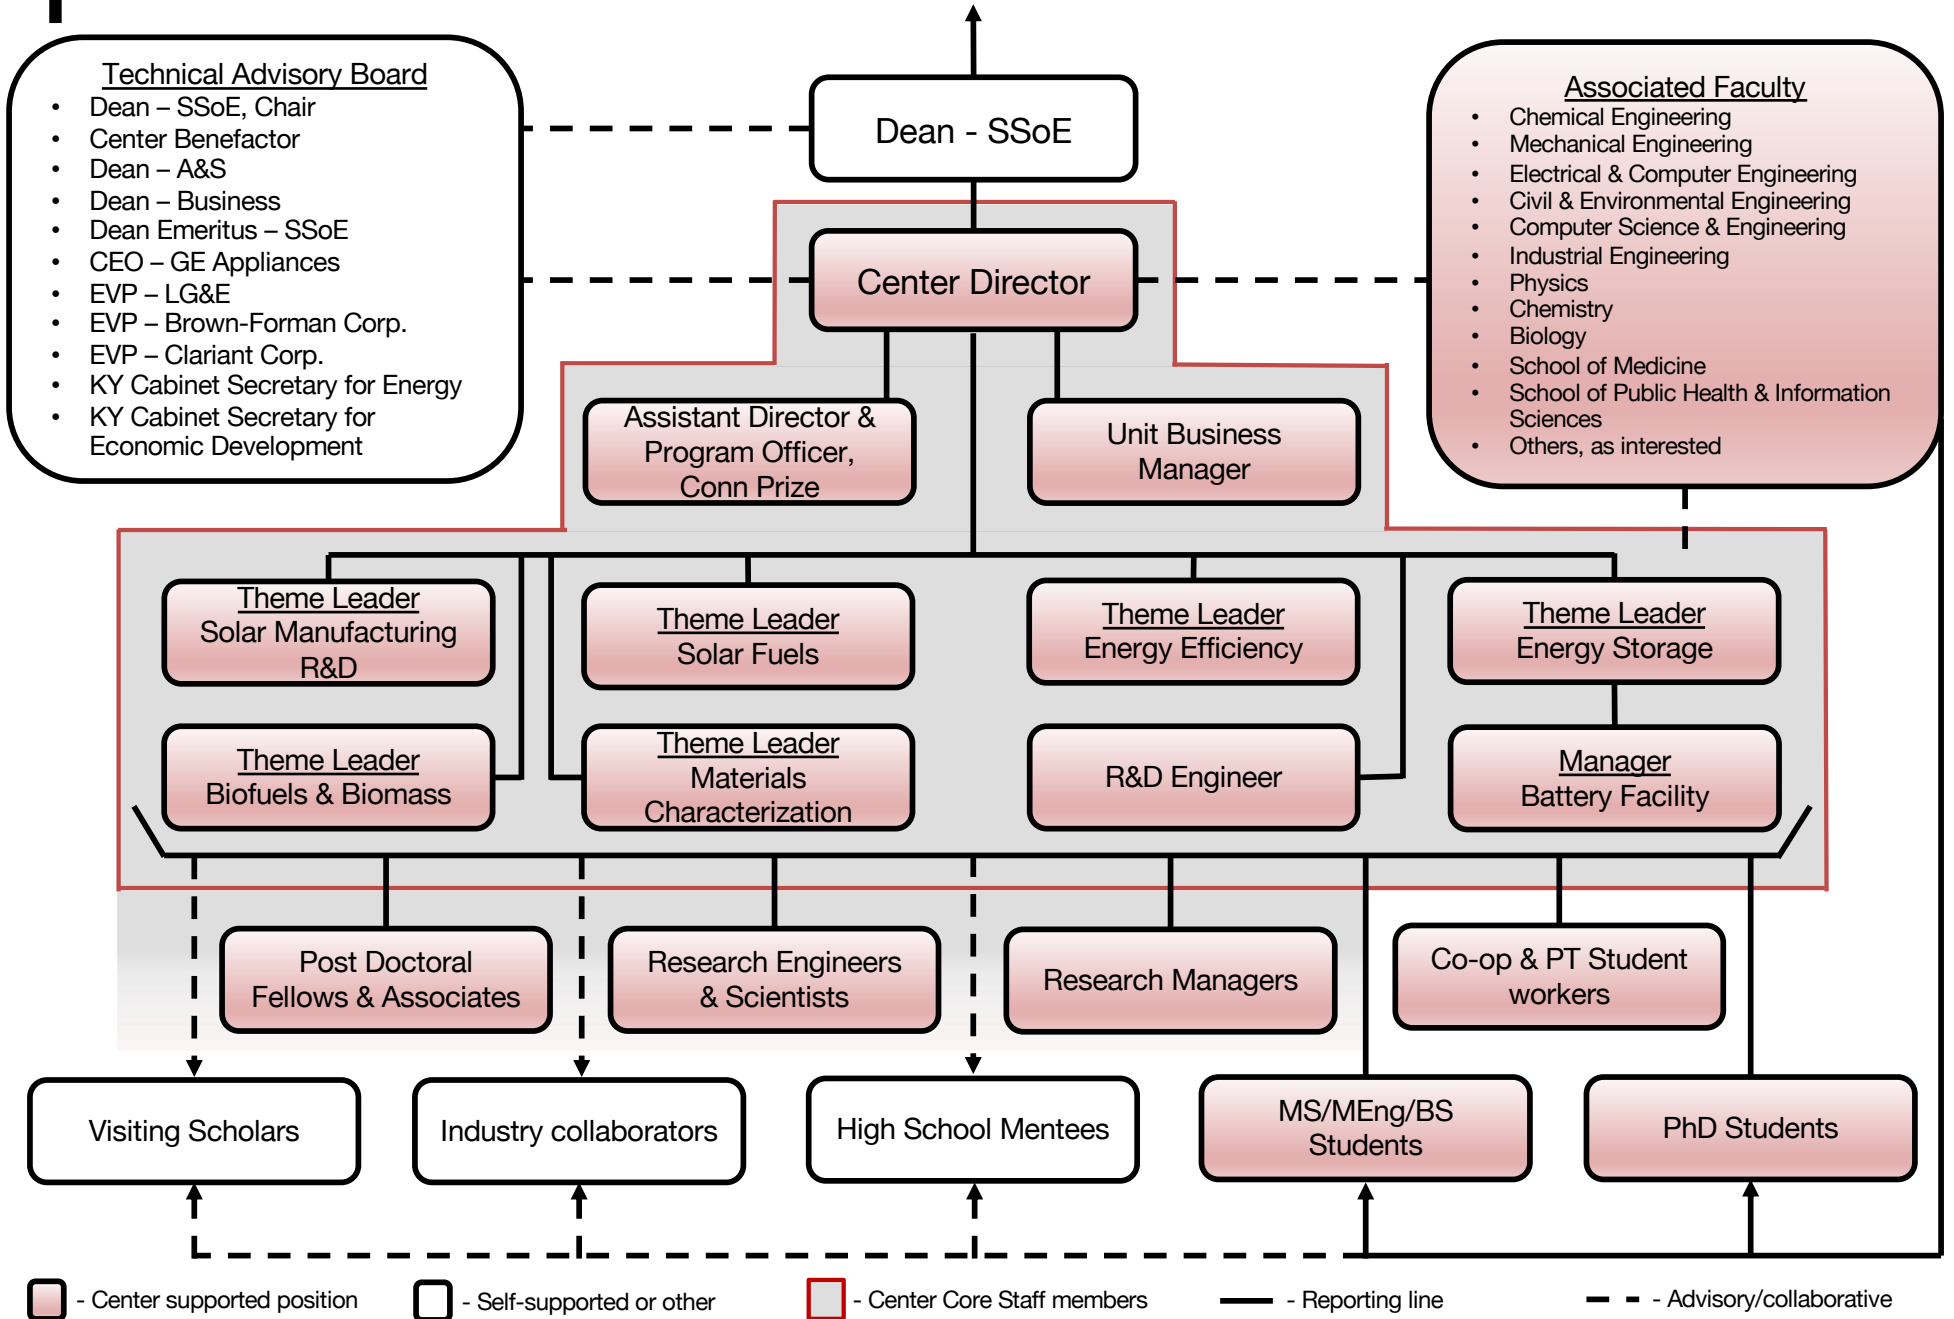 Technical Advisory Board
• Dean – SSoE, Chair
• Center Benefactor
• Dean – A&S
• Dean – Business
• Dean Emeritus – SSoE
• CEO – GE Appliances
• EVP – LG&E
• EVP – Brown-Forman Corp.
• EVP – Clariant Corp.
• KY Cabinet Secretary for Energy
• KY Cabinet Secretary for
Economic Development
Dean - SSoE
Center Director
Associated Faculty
• Chemical Engineering
• Mechanical Engineering
• Electrical & Computer Engineering
• Civil & Environmental Engineering
• Computer Science & Engineering
• Industrial Engineering
• Physics
• Chemistry
• Biology
• School of Medicine
• School of Public Health & Information
Sciences
• Others, as interested
Assistant Director &
Program Officer,
Conn Prize
Unit Business
Manager
Theme Leader
Solar Manufacturing
R&D
Theme Leader
Solar Fuels
Theme Leader
Energy Efficiency
Theme Leader
Energy Storage
Theme Leader
Biofuels & Biomass
Theme Leader
Materials
Characterization
R&D Engineer
Manager
Battery Facility
Post Doctoral
Fellows & Associates
Research Engineers
& Scientists
Research Managers
Co-op & PT Student
workers
Visiting Scholars
Industry collaborators
High School Mentees
MS/MEng/BS
Students
PhD Students
- Center supported position
- Self-supported or other
- Center Core Staff members
- Reporting line
- Advisory/collaborative